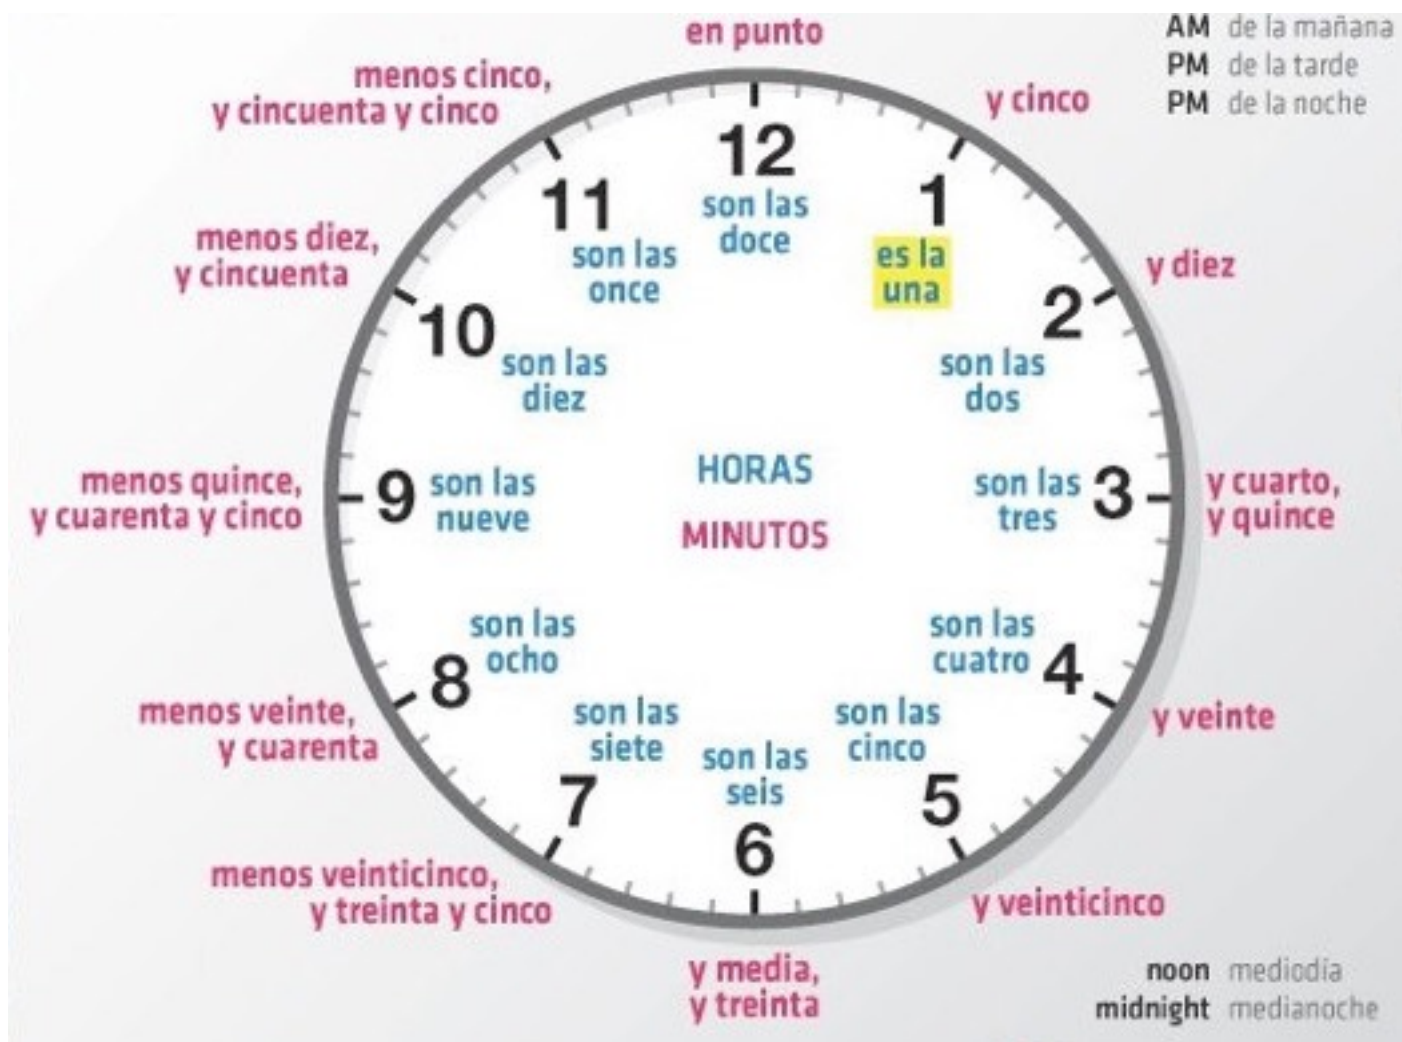 en punto
AM de la mañana
PM de la tarde
PM de la noche
menos cinco,
y cincuenta y cinco
y cinco
12
son las
doce
11
son las
once
1
es la
una
menos diez,
y cincuenta
y diez
10
son las
diez
2
son las
dos
HORAS
MINUTOS
menos quince,
y cuarenta y cinco
9
son las
nueve
son las
tres
3
y cuarto,
y quince
son las
ocho
8
son las
cuatro
4
menos veinte,
y cuarenta
y veinte
son las
siete
7
son las
seis
6
son las
cinco
5
menos veinticinco,
y treinta y cinco
y veinticinco
y media,
y treinta
noon mediodía
midnight medianoche